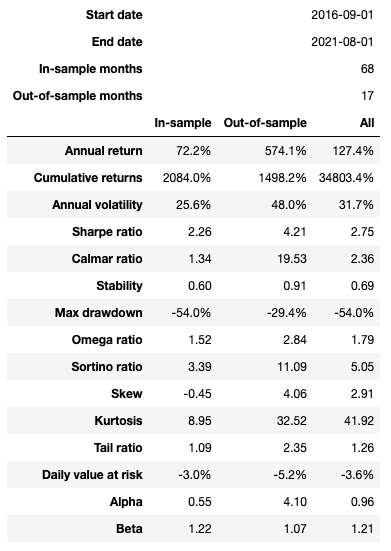 Start date 2016-09-01
End date 2021-08-01
In-sample months 68
Out-of-sample months 17
In-sample Out-of-sample All
Annual return 72.2% 574.1% 127.4%
Cumulative returns 2084.0% 1498.2% 34803.4%
Annual volatility 25.6% 48.0% 31.7%
Sharpe ratio 2.26 4.21 2.75
Calmar ratio 1.34 19.53 2.36
Stability 0.60 0.91 0.69
Max drawdown -54.0% -29.4% -54.0%
Omega ratio 1.52 2.84 1.79
Sortino ratio 3.39 11.09 5.05
Skew -0.45 4.06 2.91
Kurtosis 8.95 32.52 41.92
Tail ratio 1.09 2.35 1.26
Daily value at risk -3.0% -5.2% -3.6%
Alpha 0.55 4.10 0.96
Beta 1.22 1.07 1.21